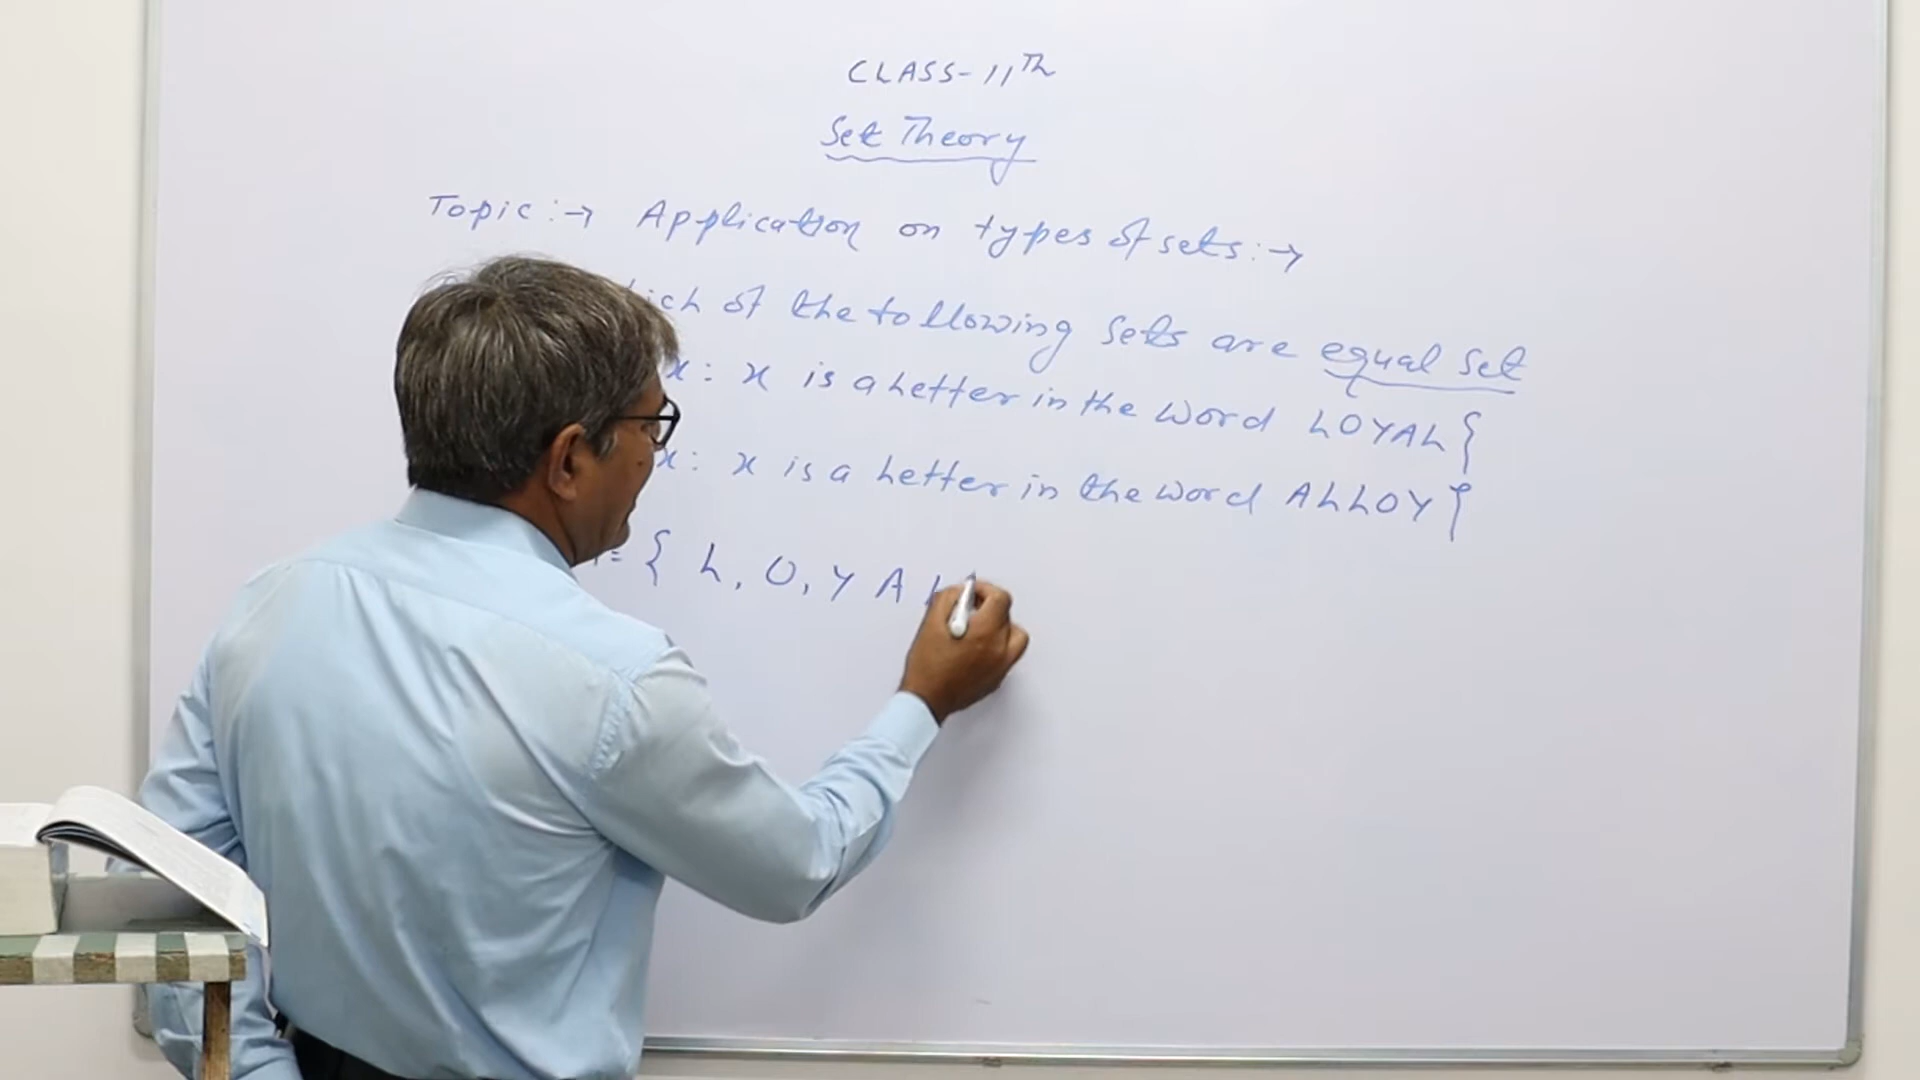 CLASS-11Th
Set Theory
Topic:→ Application on types of sets:→
of the following sets are equal set
x: x is a Letter in the word LOYAL}
x: x is a Letter in the word ALLOY}
= { L, O, Y A L